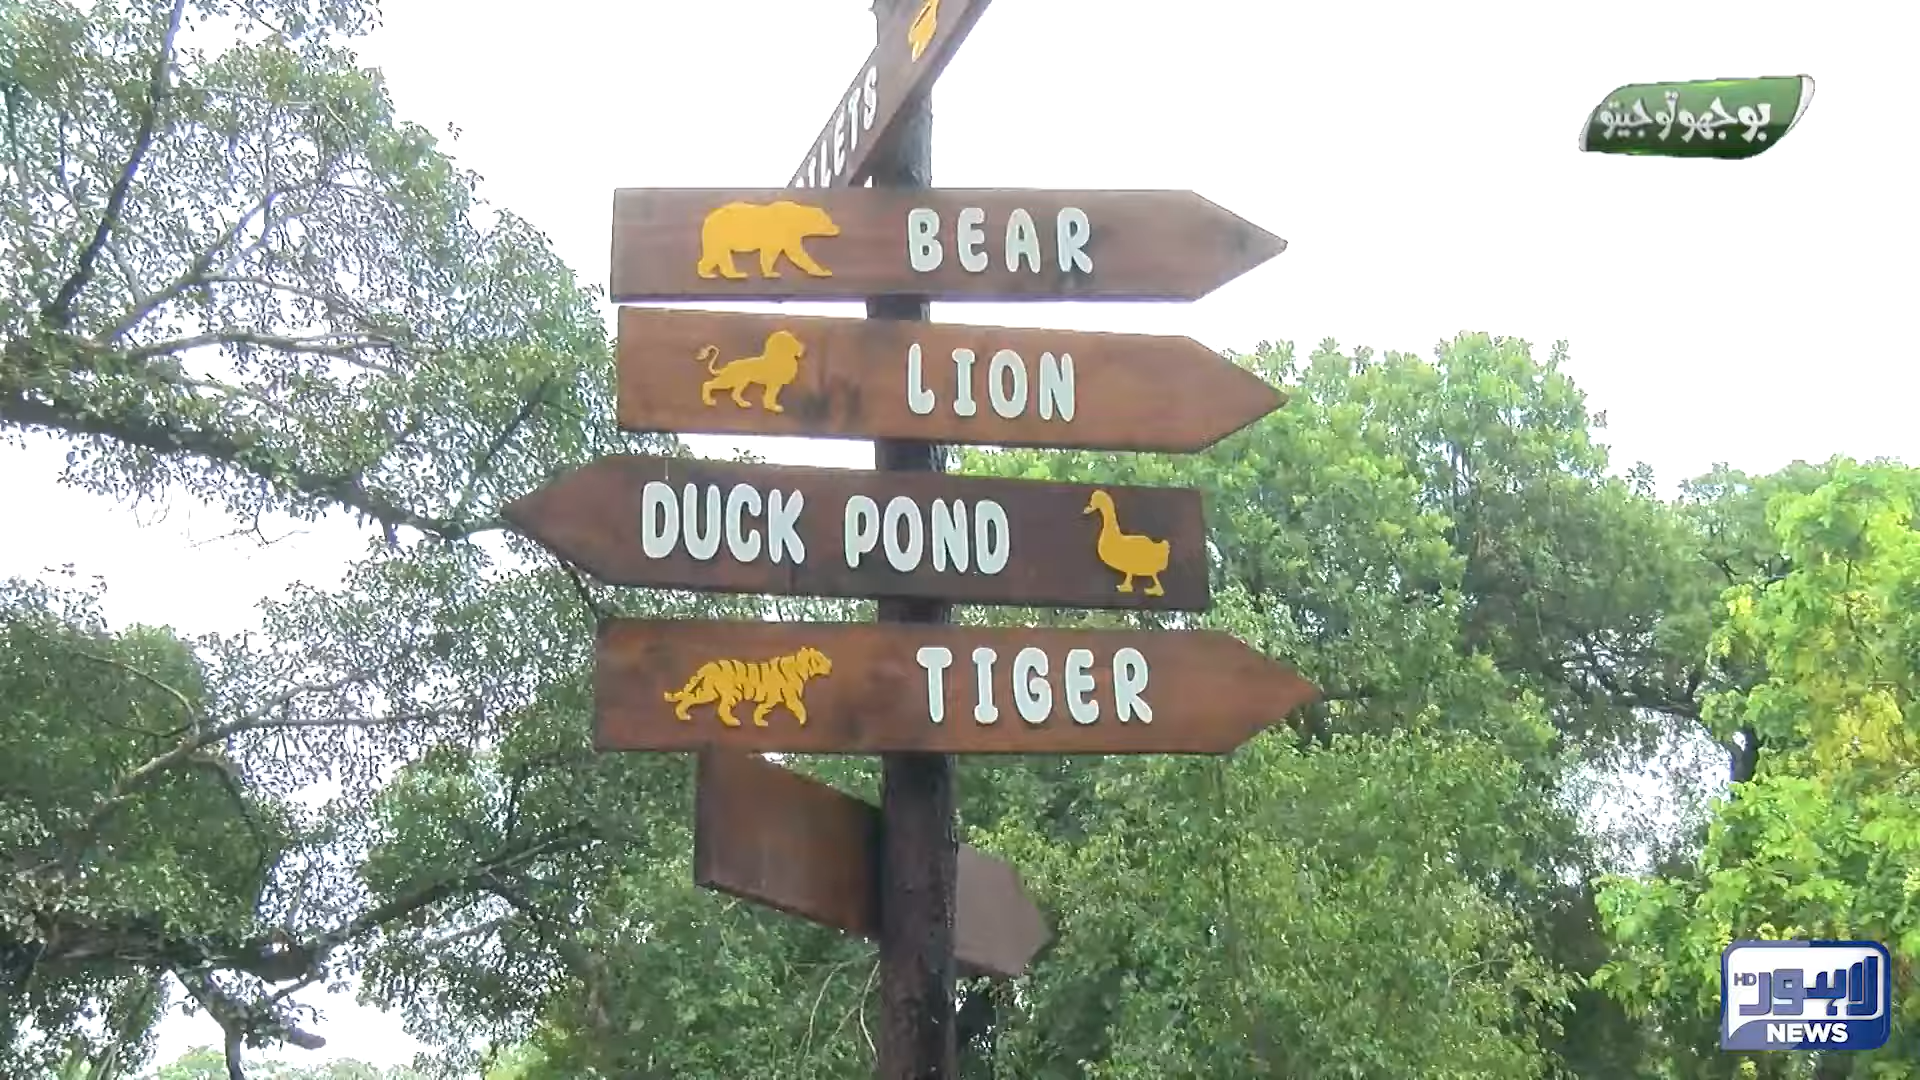 بوجھو تو جیتو
BEAR
LION
DUCK POND
TIGER
HD
لاہور
NEWS